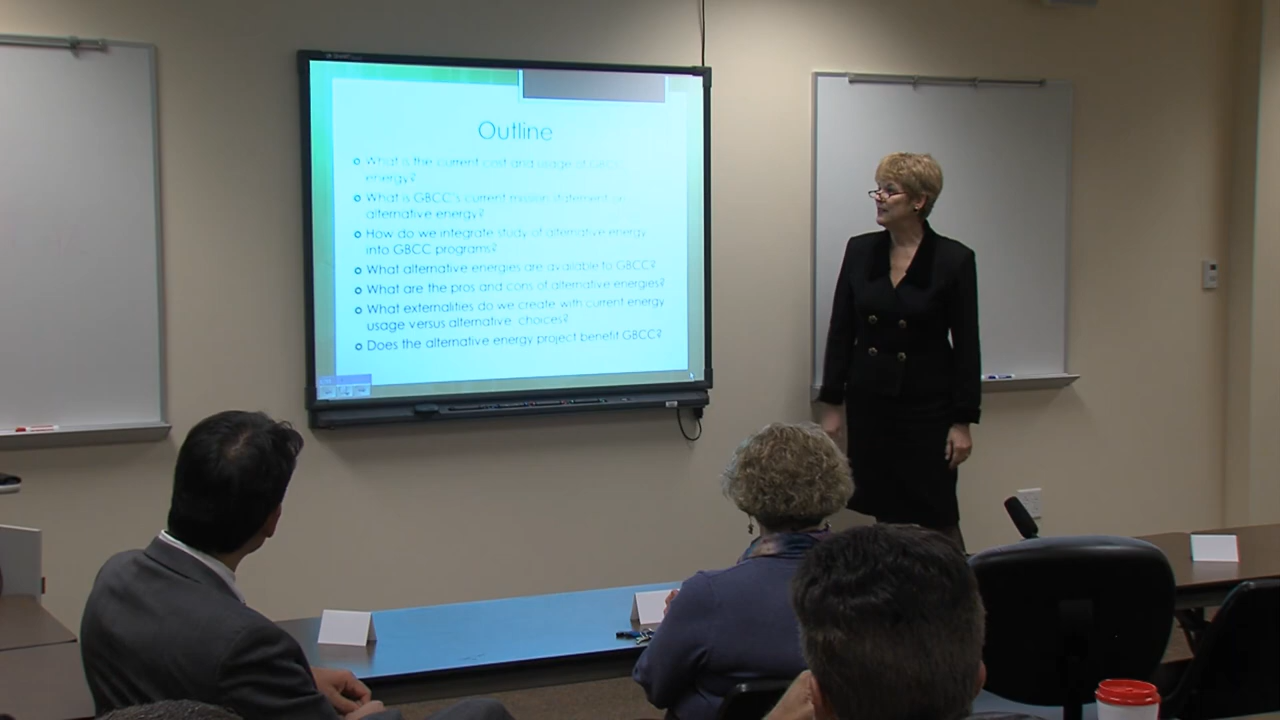 Outline
What is the current cost and usage of GBCC
energy?
What is GBCC's current mission statement on
alternative energy?
How do we integrate study of alternative energy
into GBCC programs?
What alternative energies are available to GBCC?
What are the pros and cons of alternative energies?
What externalities do we create with current energy
usage versus alternative choices?
Does the alternative energy project benefit GBCC?